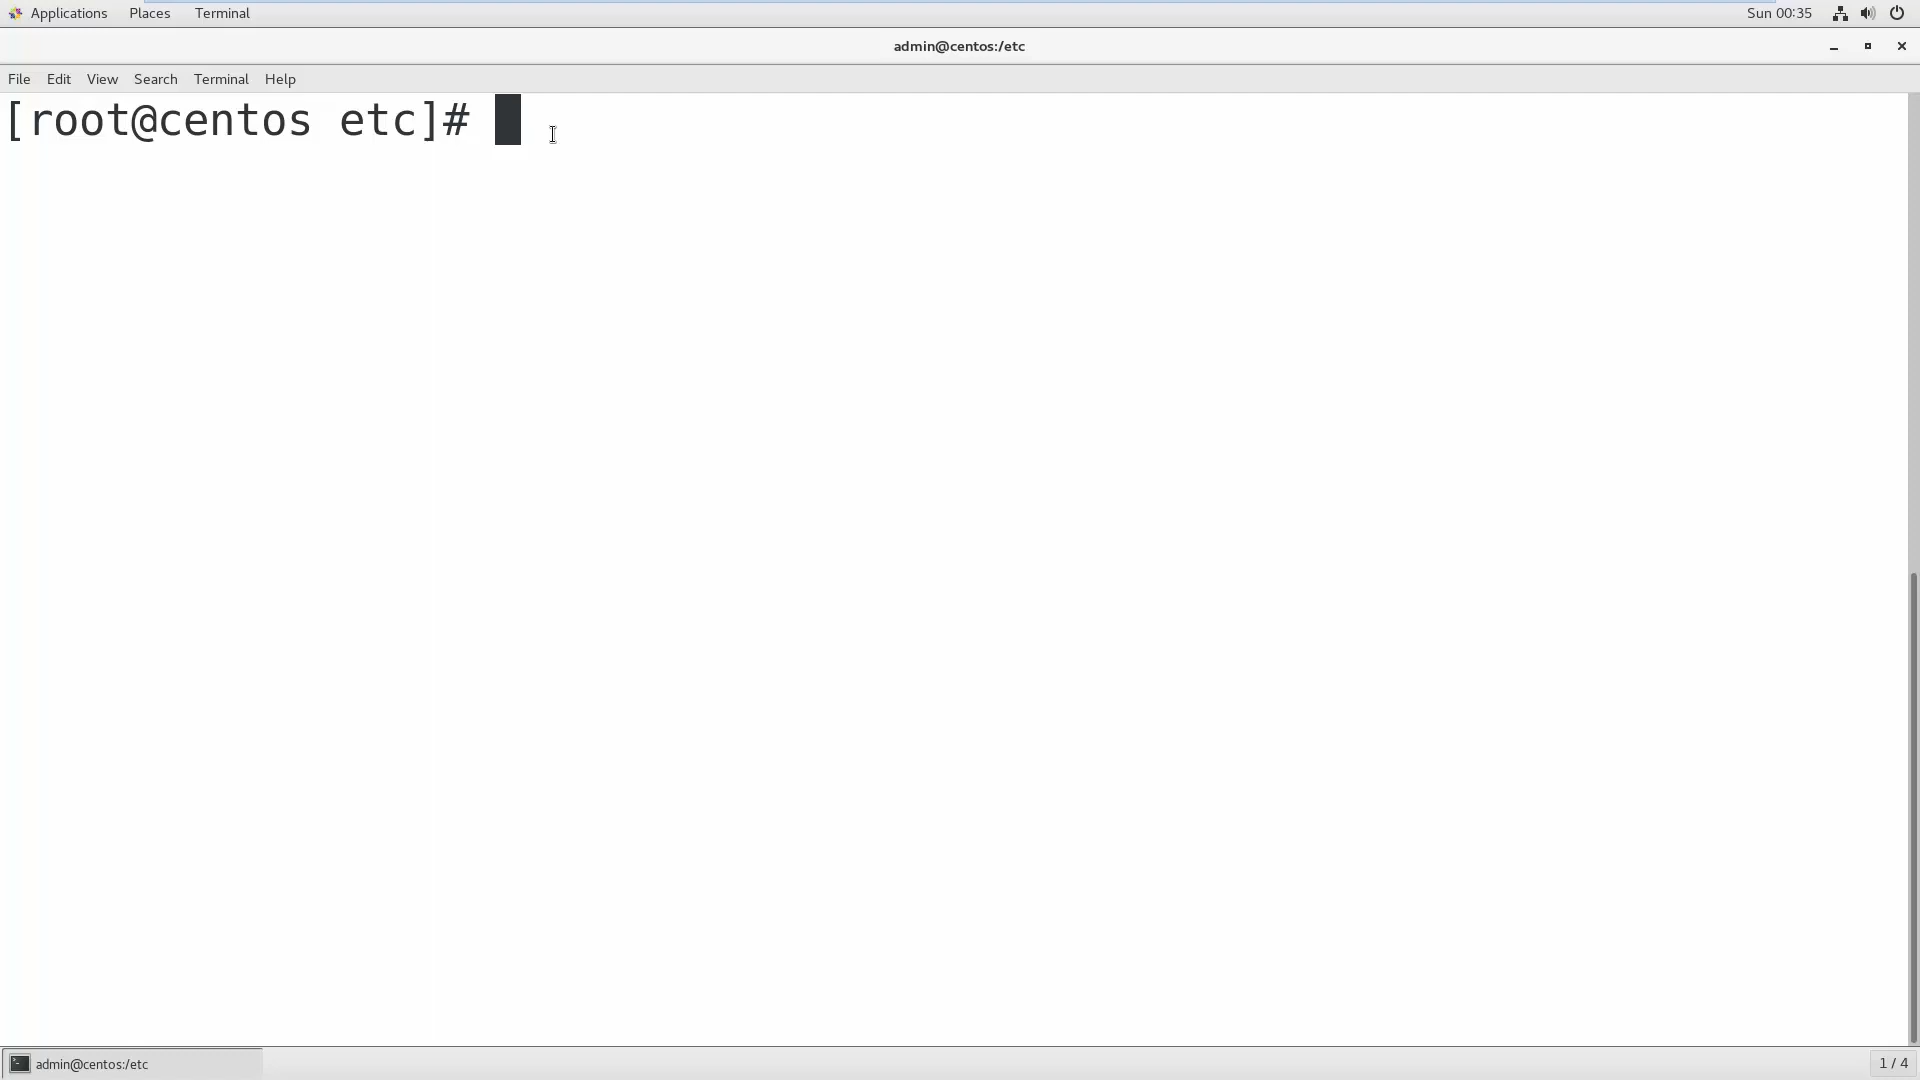 Applications Places Terminal Sun 00:35
admin@centos:/etc
File Edit View Search Terminal Help
[root@centos etc]#
admin@centos:/etc 1 / 4